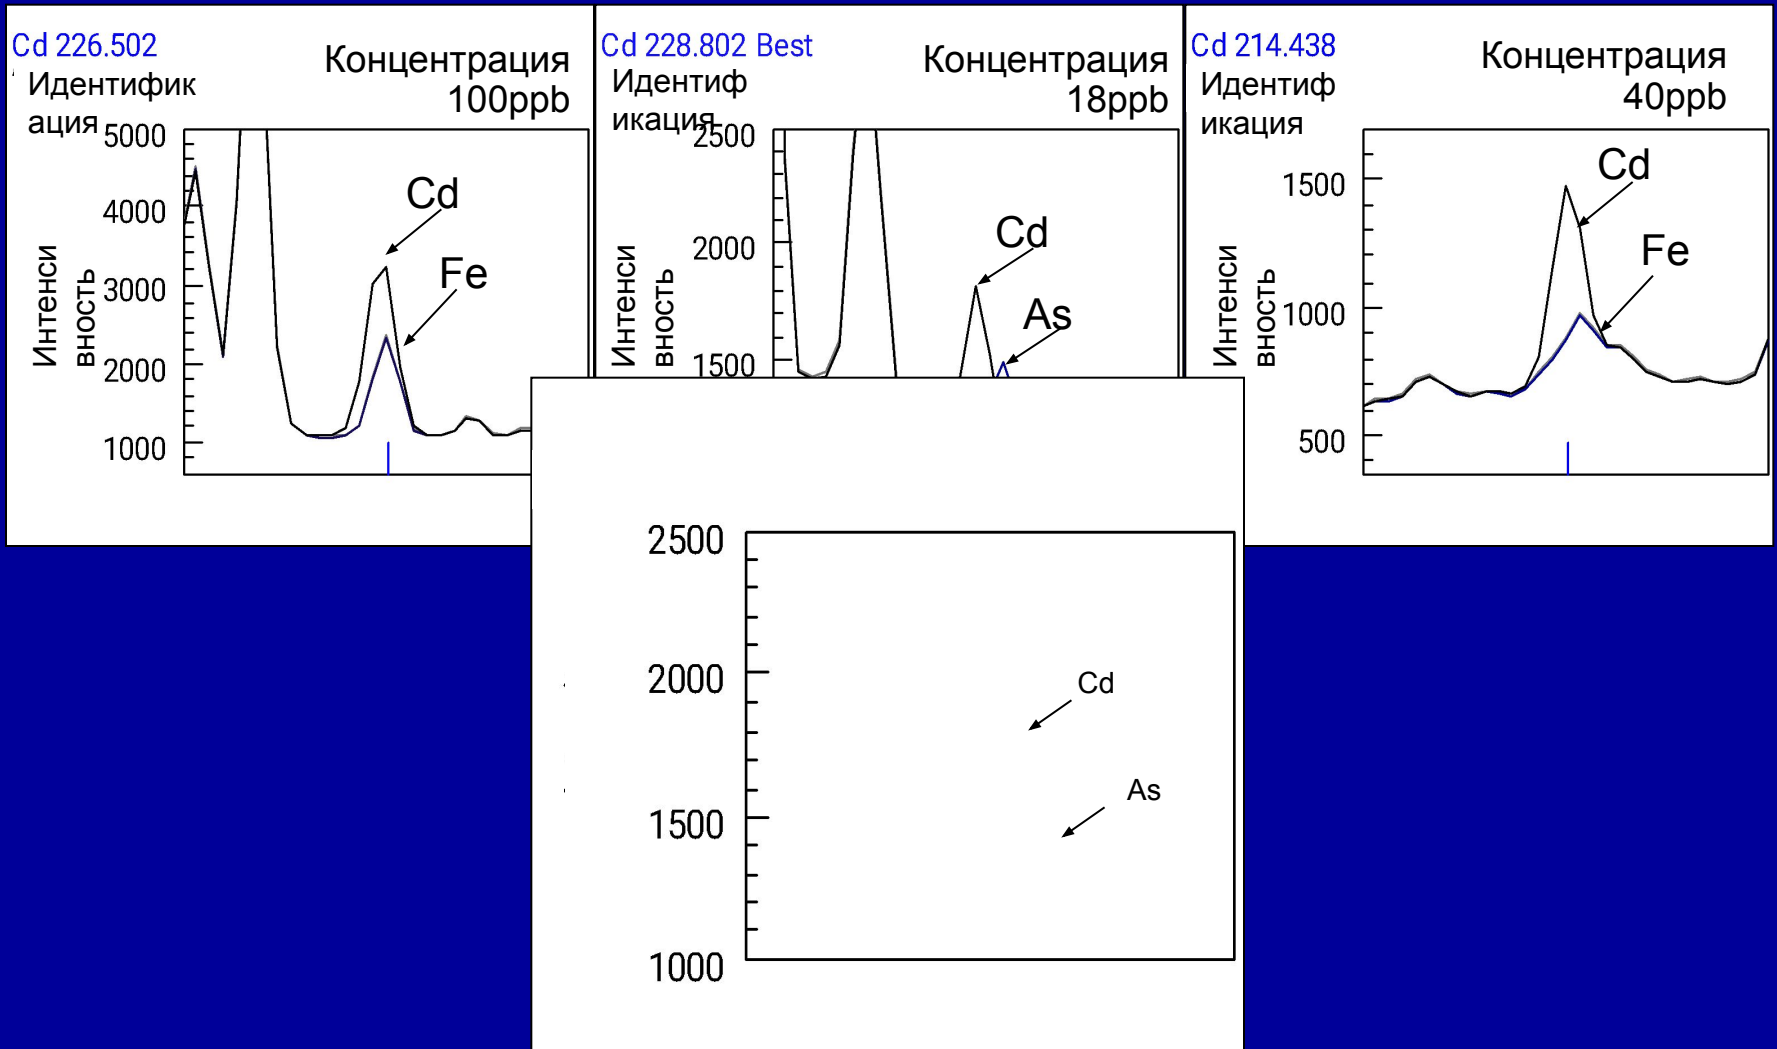 Cd 226.502
Идентифик
ация
Концентрация
100ppb
5000
4000
3000
2000
1000
Интенси
вность
Cd
Fe
Cd 228.802 Best
Идентиф
икация
Концентрация
18ppb
2500
2000
1500
Интенси
вность
Cd
As
Cd 214.438
Идентиф
икация
Концентрация
40ppb
1500
1000
500
Интенси
вность
Cd
Fe
2500
2000
1500
1000
Cd
As